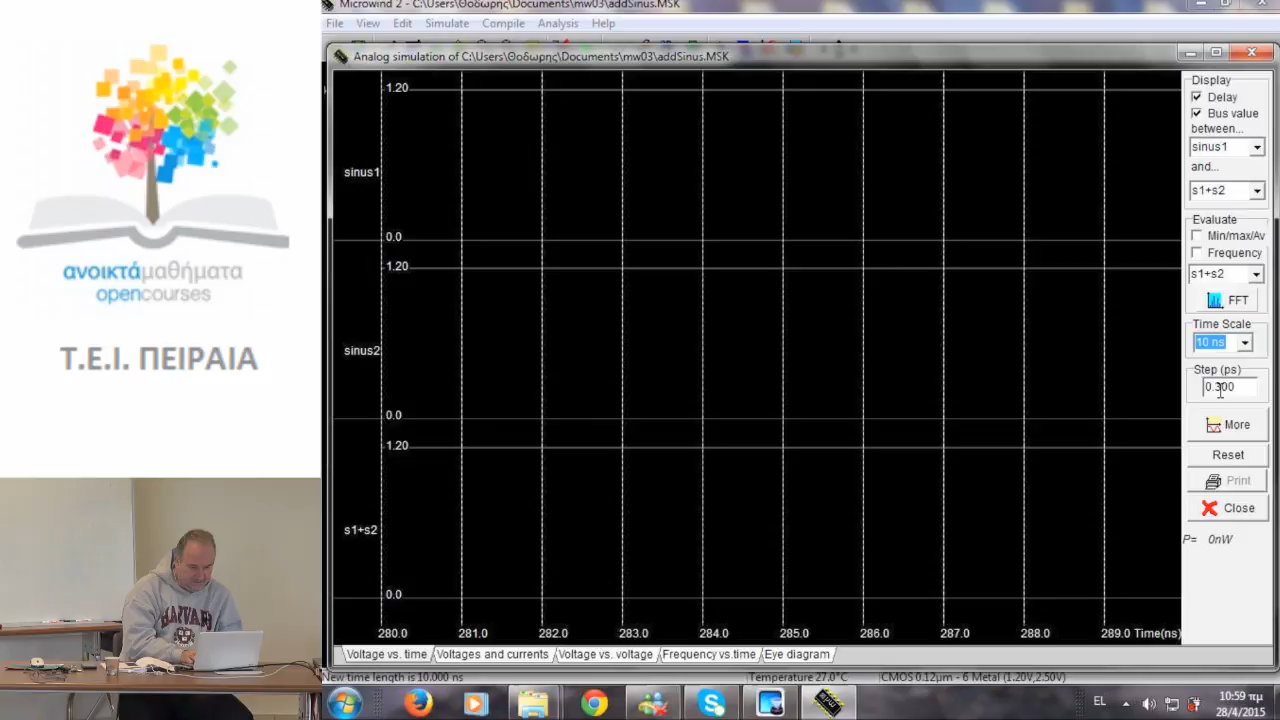 Microwind 2 - C:\Users\Θοδωρης\Documents\mw03\addSinus.MSK
File View Edit Simulate Compile Analysis Help
Analog simulation of C:\Users\Θοδωρης\Documents\mw03\addSinus.MSK
1.20
sinus1
0.0
1.20
sinus2
0.0
1.20
s1+s2
0.0
280.0 281.0 282.0 283.0 284.0 285.0 286.0 287.0 288.0 289.0 Time(ns)
Voltage vs. time Voltages and currents Voltage vs. voltage Frequency vs.time Eye diagram
New time length is 10.000 ns
Temperature 27.0°C
CMOS 0.12µm - 6 Metal (1.20V,2.50V)
Display
Delay
Bus value
between...
sinus1
and...
s1+s2
Evaluate
Min/max/Av
Frequency
s1+s2
FFT
Time Scale
10 ns
Step (ps)
0.300
More
Reset
Print
Close
P= 0nW
ανοικτάμαθήματα
opencourses
Τ.Ε.Ι. ΠΕΙΡΑΙΑ
HARVARD
EL
10:59 πμ
28/4/2015